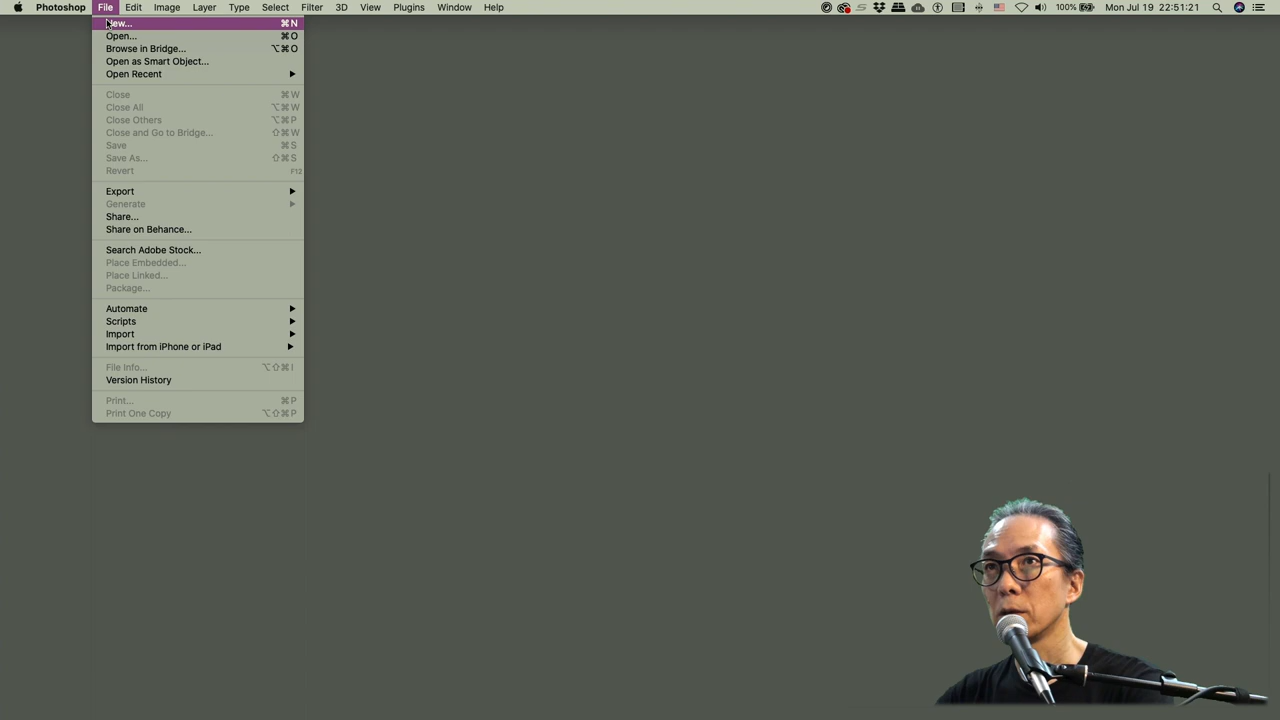 Photoshop File Edit Image Layer Type Select Filter 3D View Plugins Window Help 100% Mon Jul 19 22:51:21
New... ⌘N
Open... ⌘O
Browse in Bridge... ⌥⌘O
Open as Smart Object...
Open Recent
Close ⌘W
Close All ⌥⌘W
Close Others ⌥⌘P
Close and Go to Bridge... ⇧⌘W
Save ⌘S
Save As... ⇧⌘S
Revert F12
Export
Generate
Share...
Share on Behance...
Search Adobe Stock...
Place Embedded...
Place Linked...
Package...
Automate
Scripts
Import
Import from iPhone or iPad
File Info... ⌥⇧⌘I
Version History
Print... ⌘P
Print One Copy ⌥⇧⌘P